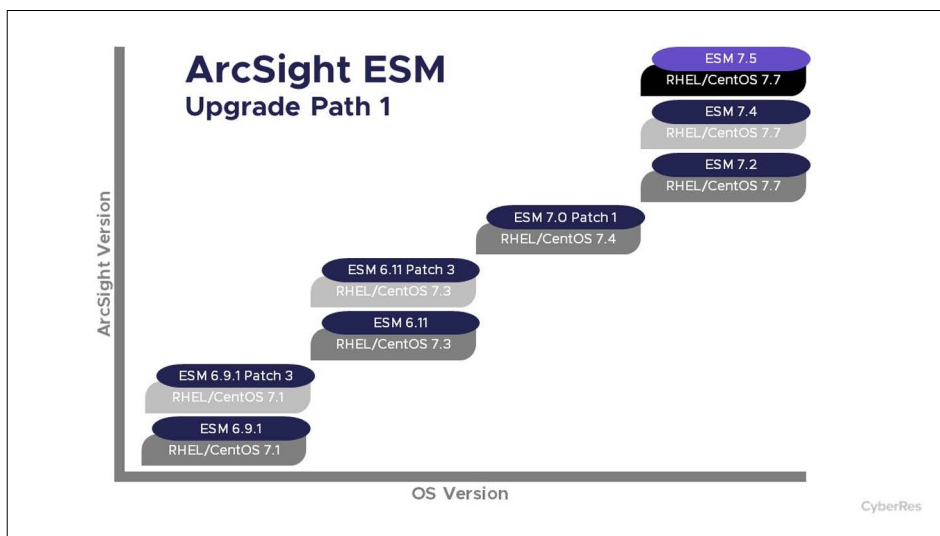 ArcSight ESM
Upgrade Path 1
ESM 7.5
RHEL/CentOS 7.7
ESM 7.4
RHEL/CentOS 7.7
ESM 7.2
RHEL/CentOS 7.7
ESM 7.0 Patch 1
RHEL/CentOS 7.4
ESM 6.11 Patch 3
RHEL/CentOS 7.3
ESM 6.11
RHEL/CentOS 7.3
ESM 6.9.1 Patch 3
RHEL/CentOS 7.1
ESM 6.9.1
RHEL/CentOS 7.1
ArcSight Version
OS Version
CyberRes